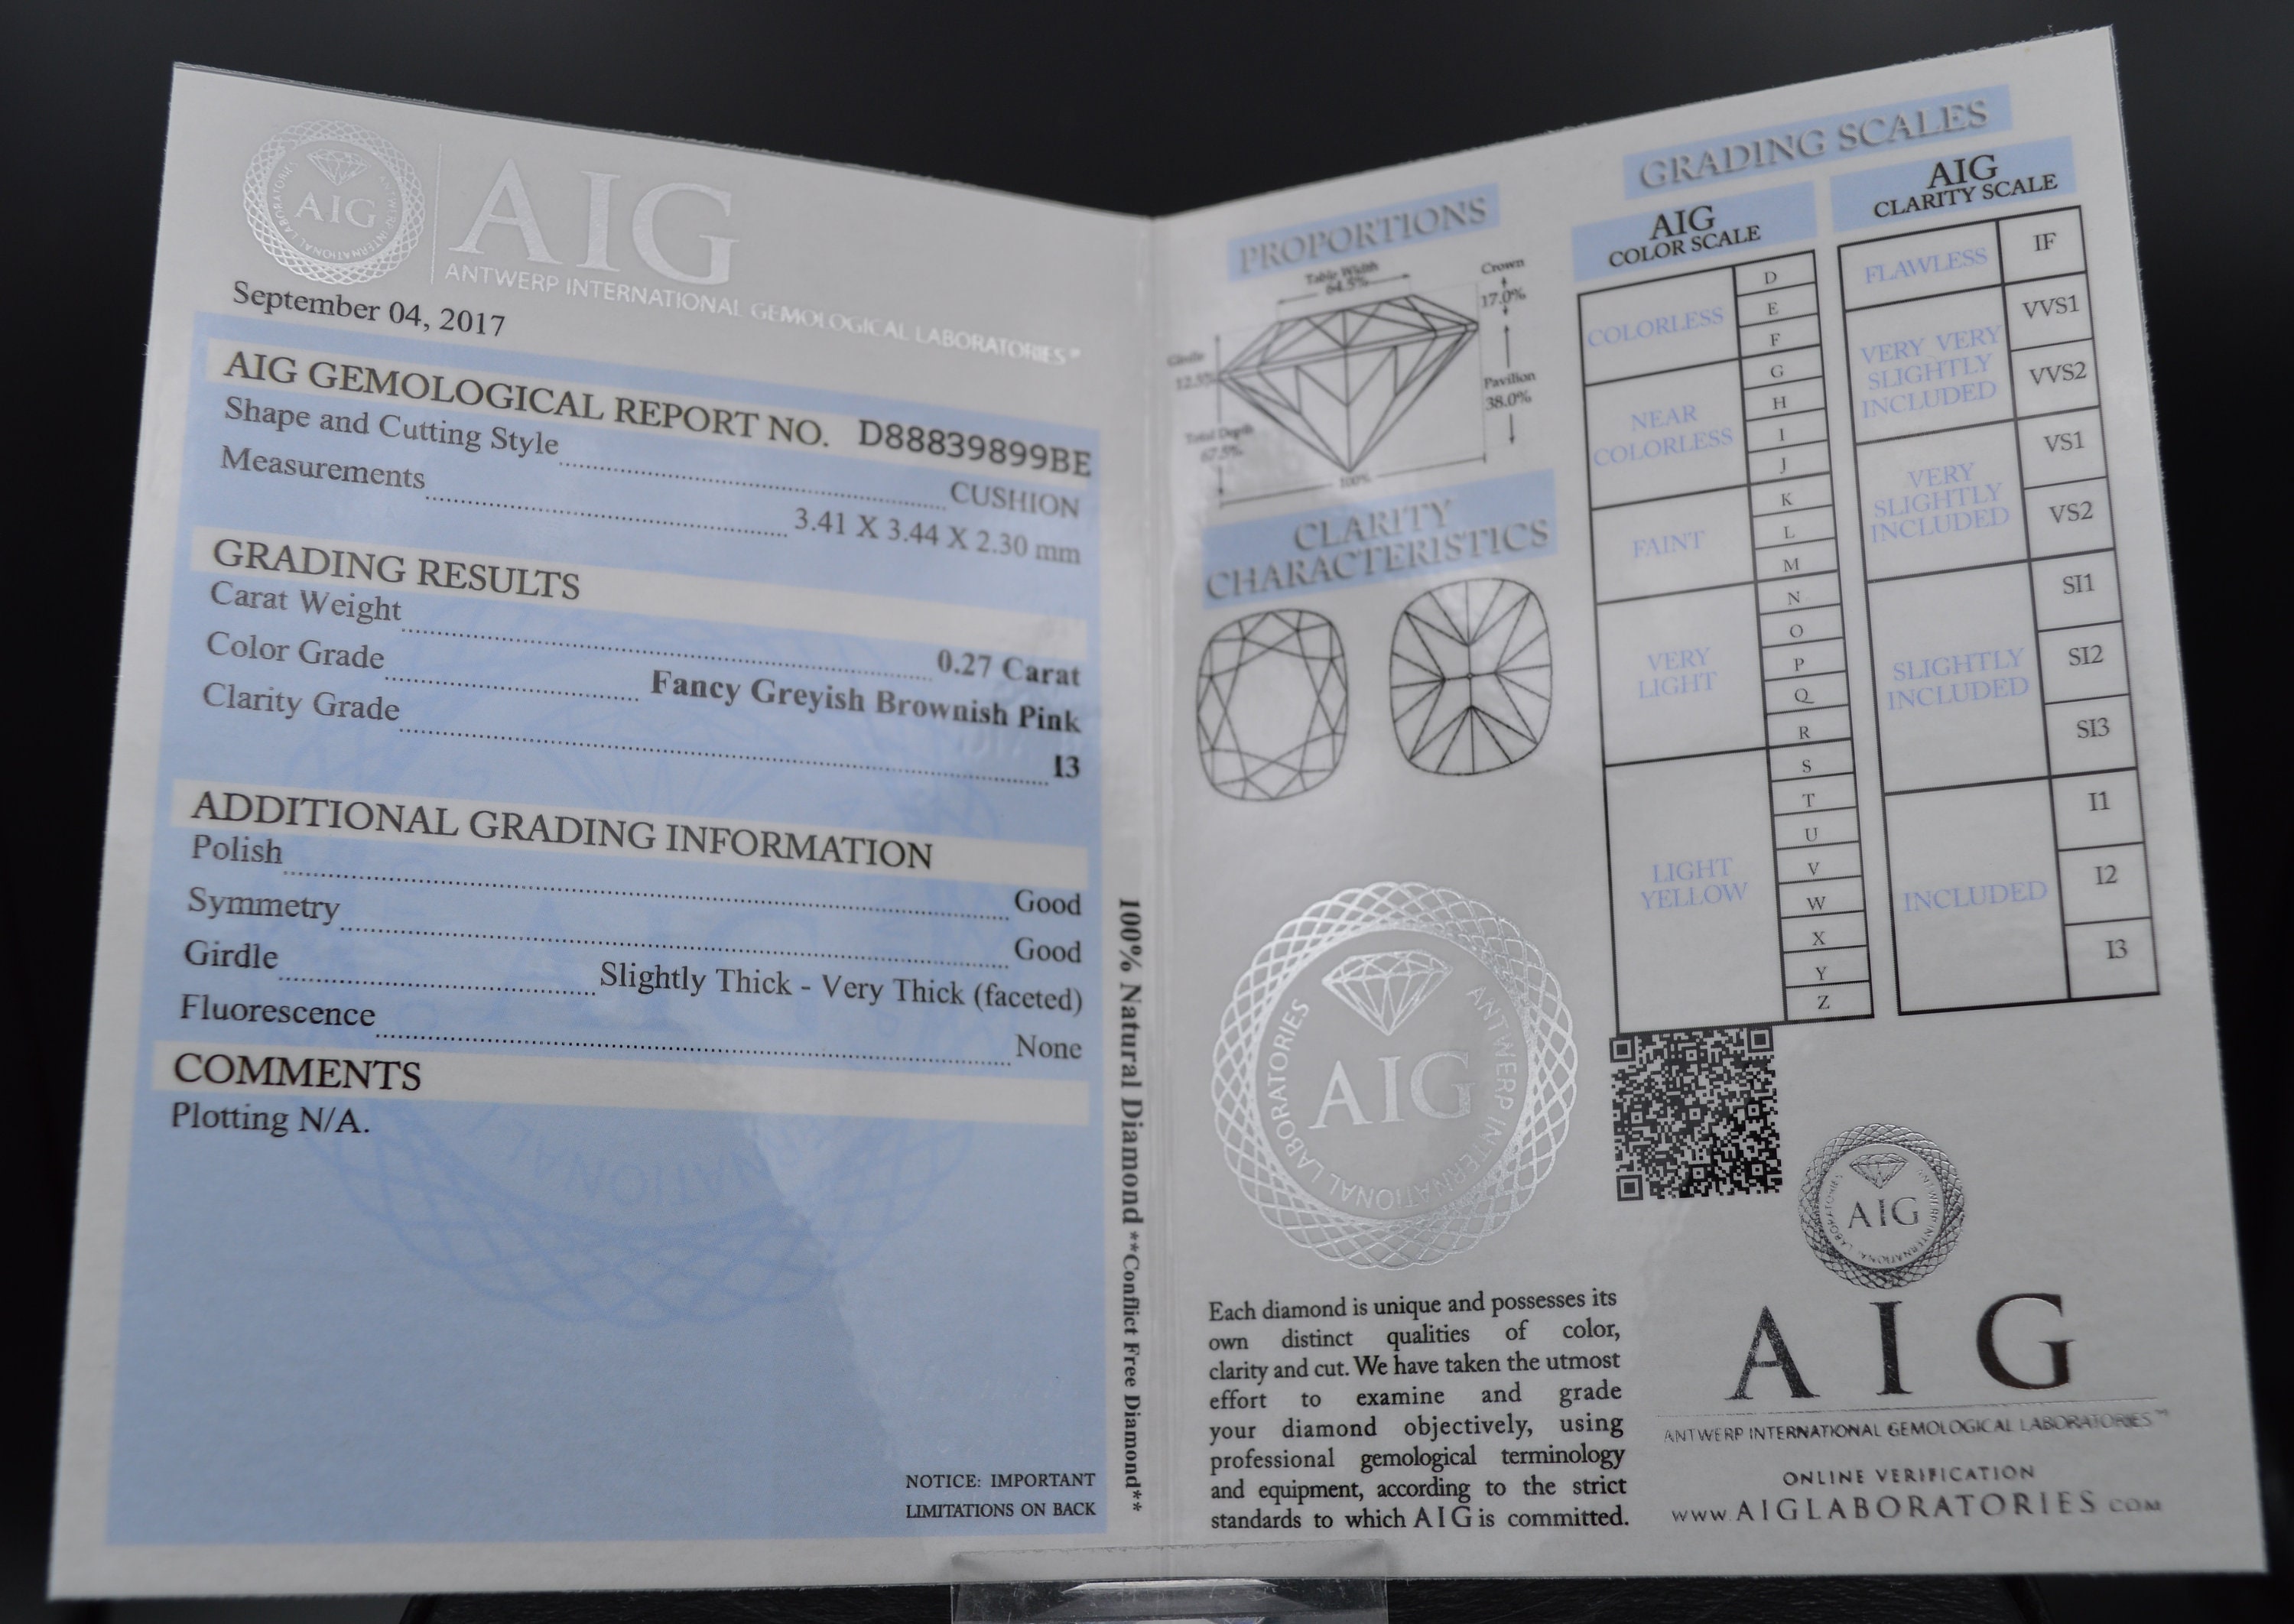 AIG
AIG
ANTWERP INTERNATIONAL GEMOLOGICAL LABORATORIES
September 04, 2017
AIG GEMOLOGICAL REPORT NO. D88839899BE
Shape and Cutting Style CUSHION
Measurements 3.41 X 3.44 X 2.30 mm
GRADING RESULTS
Carat Weight 0.27 Carat
Color Grade Fancy Greyish Brownish Pink
Clarity Grade I3
ADDITIONAL GRADING INFORMATION
Polish Good
Symmetry Good
Girdle Slightly Thick - Very Thick (faceted)
Fluorescence None
COMMENTS
Plotting N/A.
NOTICE: IMPORTANT
LIMITATIONS ON BACK
100% Natural Diamond **Conflict Free Diamond**
PROPORTIONS
Table Width
64.5%
Crown
17.0%
Girdle
12.5%
Pavilion
38.0%
Total Depth
67.5%
100%
CLARITY
CHARACTERISTICS
ANTWERP INTERNATIONAL LABORATORIES
AIG
Each diamond is unique and possesses its
own distinct qualities of color,
clarity and cut. We have taken the utmost
effort to examine and grade
your diamond objectively, using
professional gemological terminology
and equipment, according to the strict
standards to which AIG is committed.
GRADING SCALES
AIG
COLOR SCALE
COLORLESS
D
E
F
NEAR
COLORLESS
G
H
I
J
FAINT
K
L
M
VERY
LIGHT
N
O
P
Q
R
LIGHT
YELLOW
S
T
U
V
W
X
Y
Z
AIG
CLARITY SCALE
FLAWLESS
IF
VERY VERY
SLIGHTLY
INCLUDED
VVS1
VVS2
VERY
SLIGHTLY
INCLUDED
VS1
VS2
SLIGHTLY
INCLUDED
SI1
SI2
SI3
INCLUDED
I1
I2
I3
AIG
A I G
ANTWERP INTERNATIONAL GEMOLOGICAL LABORATORIES™
ONLINE VERIFICATION
www.AIGLABORATORIES.COM